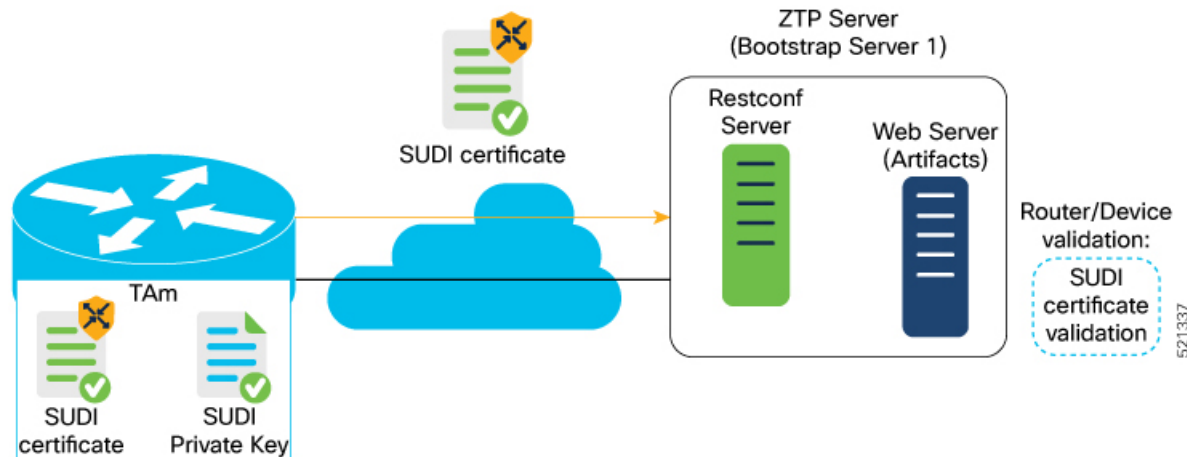 ZTP Server
(Bootstrap Server 1)
Restconf
Server
Web Server
(Artifacts)
SUDI certificate
Router/Device
validation:
SUDI
certificate
validation
TAm
SUDI
certificate
SUDI
Private Key
521337